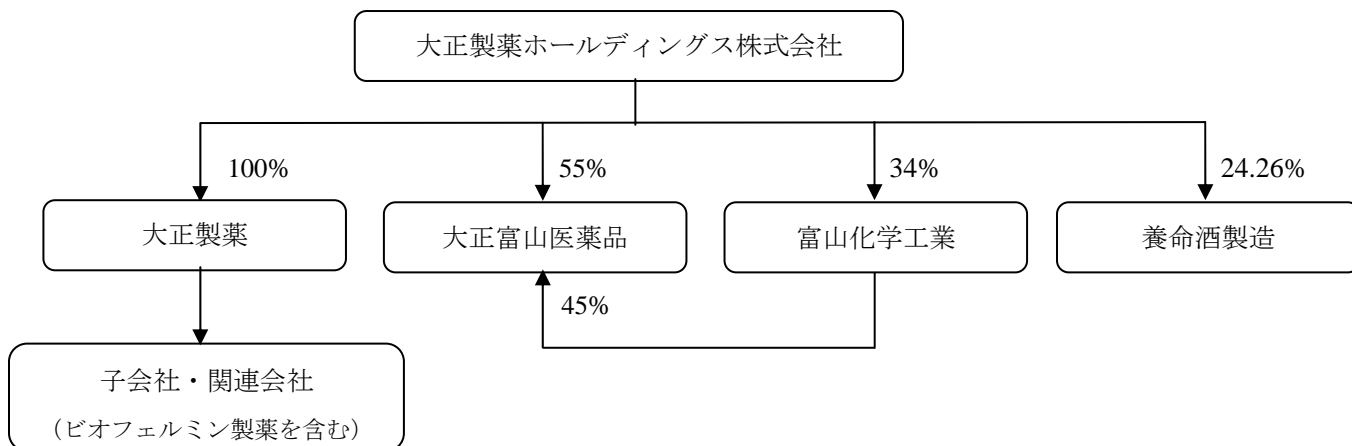 大正製薬ホールディングス株式会社
100%
55%
34%
24.26%
大正製薬
大正富山医薬品
富山化学工業
養命酒製造
45%
子会社・関連会社
（ビオフェルミン製薬を含む）